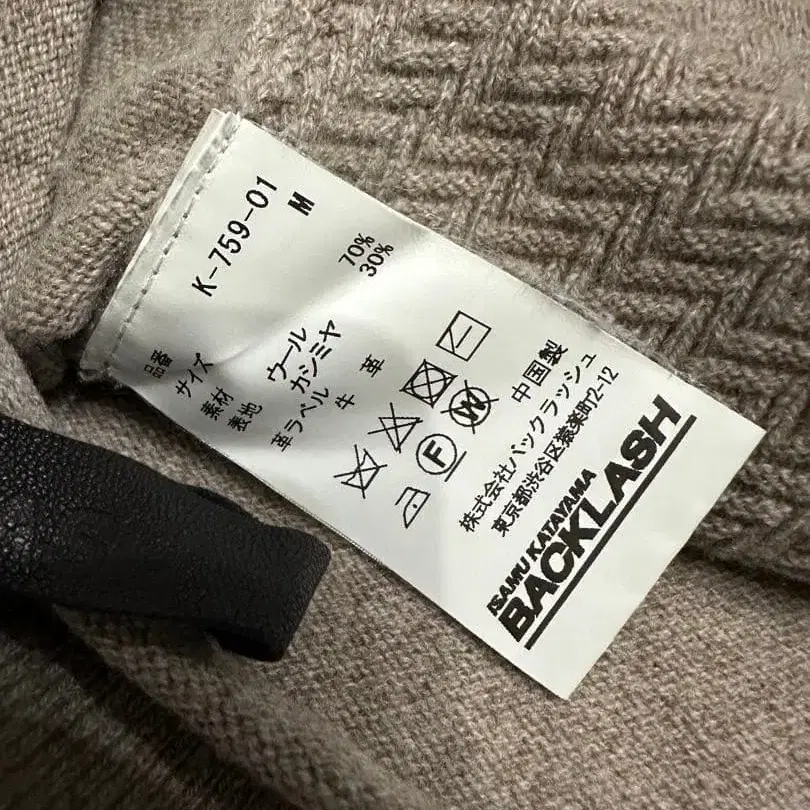 品番 K-759-01
サイズ M
素材
表地 ウール 70%
カシミヤ 30%
革ラベル 牛 革
F W
中国製
株式会社バックラッシュ
東京都渋谷区猿楽町2-12
ISAMU KATAYAMA
BACKLASH